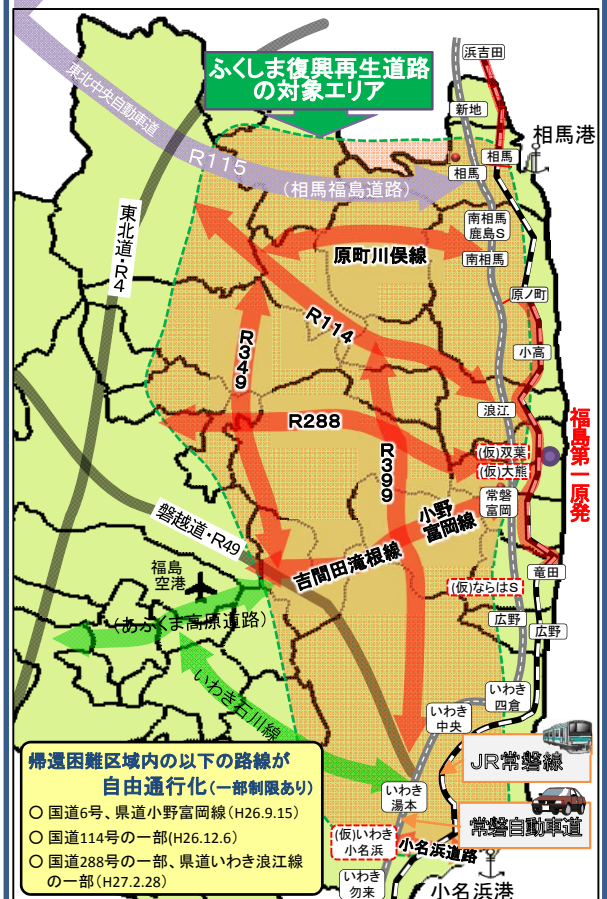 浜吉田
ふくしま復興再生道路
の対象エリア
東北中央自動車道
新地
相馬港
R115
(相馬福島道路)
相馬
相馬
東北道・R4
南相馬
鹿島S
原町川俣線
南相馬
原ノ町
R114
R349
小高
浪江
R288
福島第一原発
(仮)双葉
(仮)大熊
R399
常磐
富岡
小野
富岡線
磐越道・R49
吉間田滝根線
竜田
福島
空港
(仮)ならはS
(あぶくま高原道路)
広野
広野
いわき石川線
いわき
四倉
いわき
中央
JR常磐線
帰還困難区域内の以下の路線が
自由通行化(一部制限あり)
○ 国道6号、県道小野富岡線(H26.9.15)
○ 国道114号の一部(H26.12.6)
○ 国道288号の一部、県道いわき浪江線
の一部(H27.2.28)
いわき
湯本
常磐自動車道
(仮)いわき
小名浜
小名浜道路
いわき
勿来
小名浜港